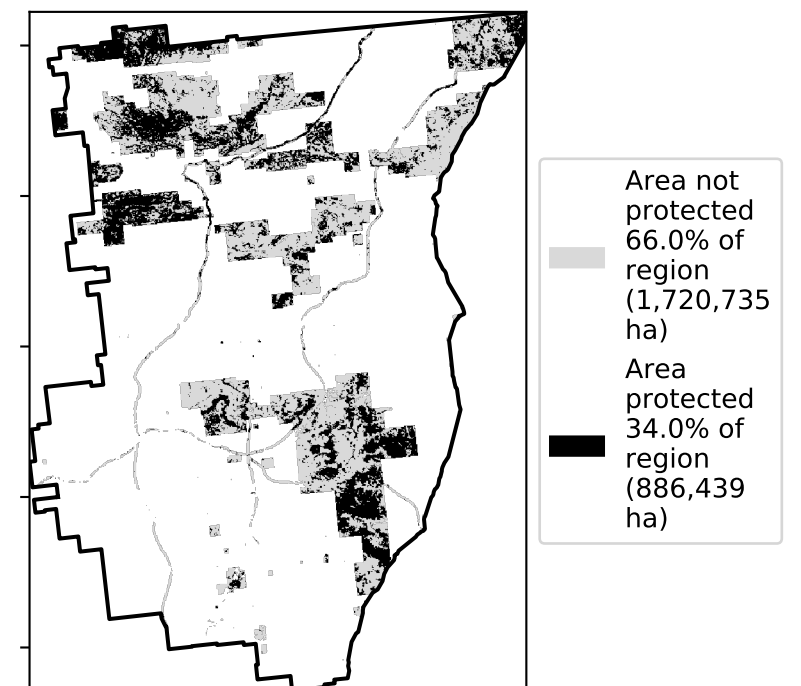 Area not
protected
66.0% of
region
(1,720,735
ha)
Area
protected
34.0% of
region
(886,439
ha)